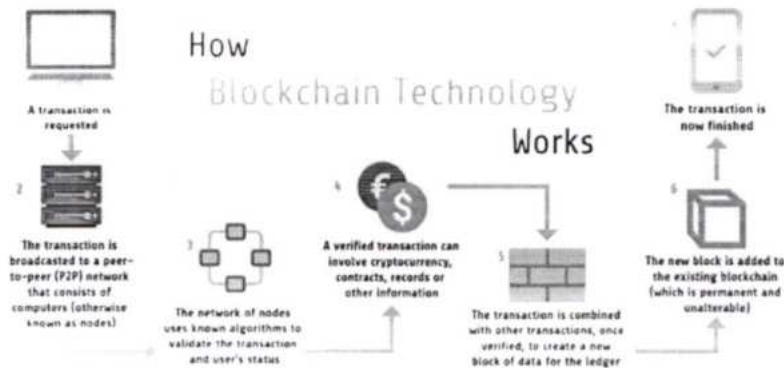 How
Blockchain Technology
Works
A transaction is
requested
2
The transaction is
broadcasted to a peer-
to-peer (P2P) network
that consists of
computers (otherwise
known as nodes)
3
The network of nodes
uses known algorithms to
validate the transaction
and user's status
4
€
$
A verified transaction can
involve cryptocurrency,
contracts, records or
other information
5
The transaction is combined
with other transactions, once
verified, to create a new
block of data for the ledger
6
The new block is added to
the existing blockchain
(which is permanent and
unalterable)
The transaction is
now finished